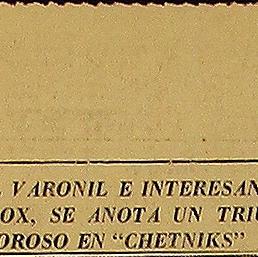 VARONIL E INTERESAN
OX, SE ANOTA UN TRIU
OROSO EN “CHETNIKS”